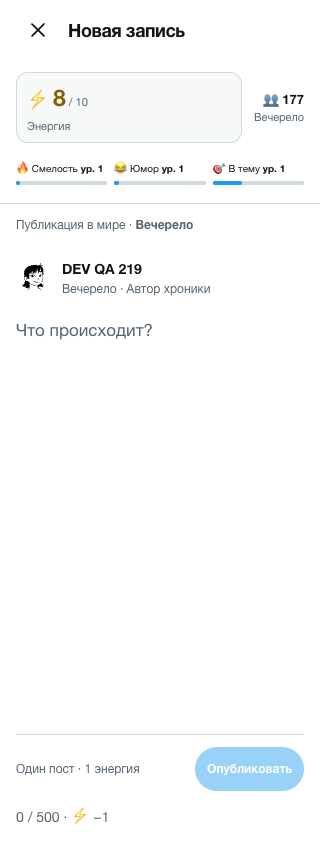 Новая запись
⚡ 8 / 10
Энергия
👥 177
Вечерело
🔥 Смелость ур. 1
😂 Юмор ур. 1
🎯 В тему ур. 1
Публикация в мире · Вечерело
DEV QA 219
Вечерело · Автор хроники
Что происходит?
Один пост · 1 энергия
Опубликовать
0 / 500 · ⚡ −1